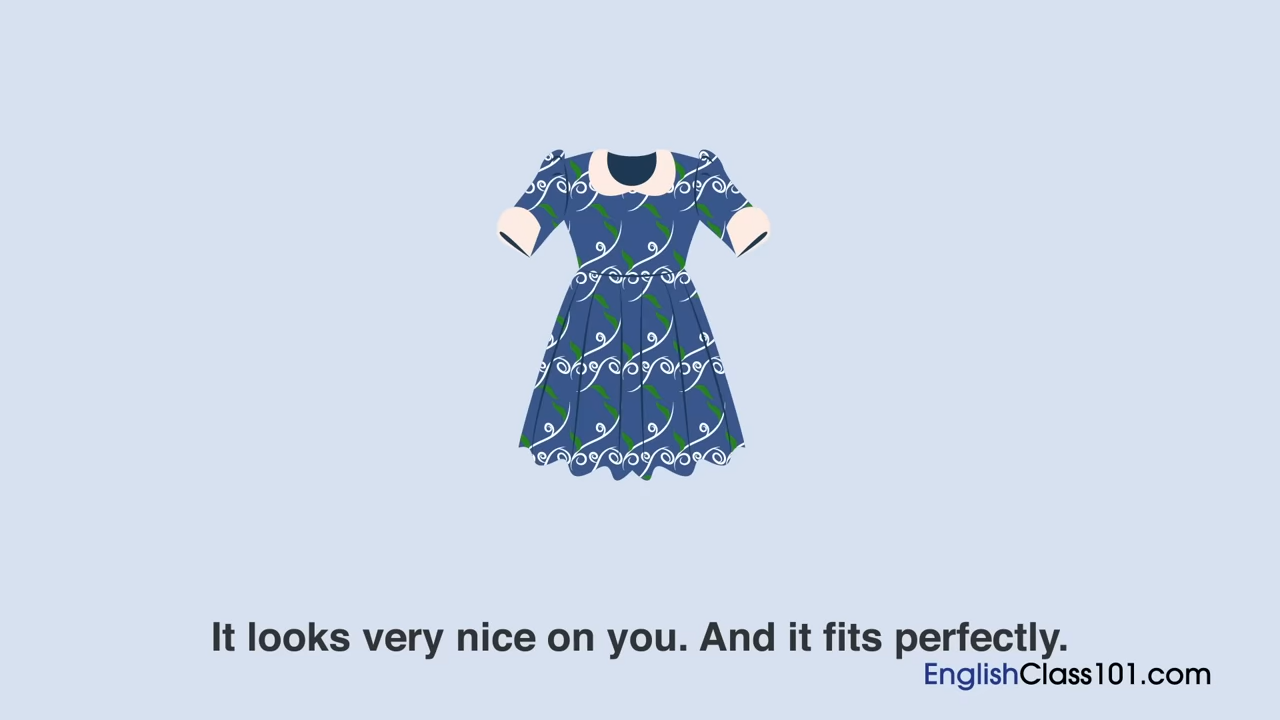 It looks very nice on you. And it fits perfectly.
EnglishClass101.com